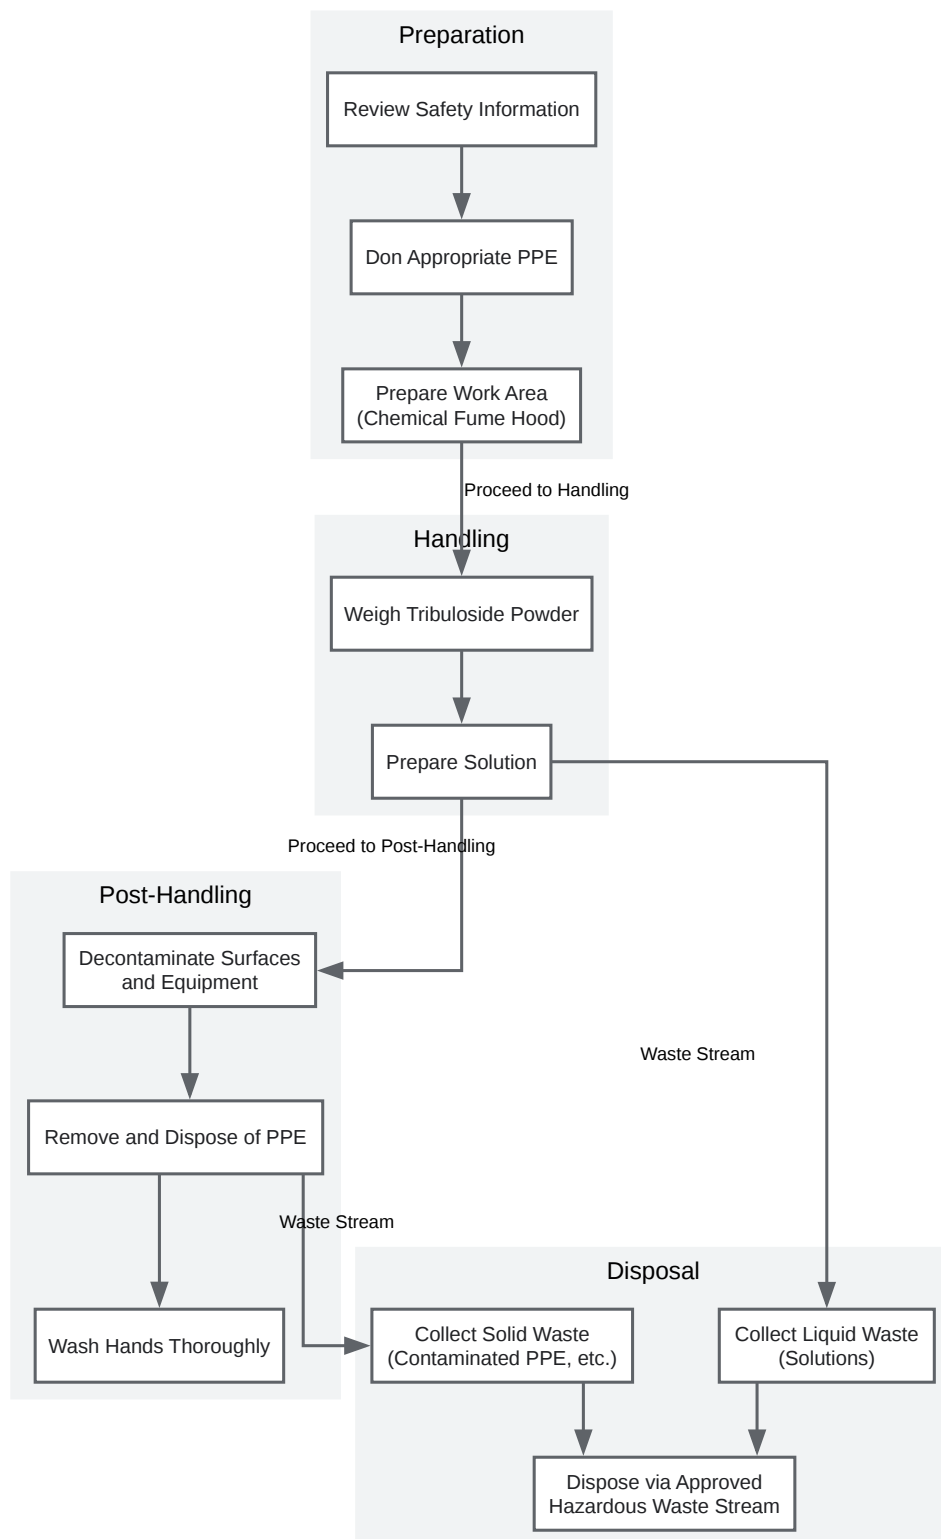 Preparation
Review Safety Information
Don Appropriate PPE
Prepare Work Area
(Chemical Fume Hood)
Proceed to Handling
Handling
Weigh Tribuloside Powder
Prepare Solution
Proceed to Post-Handling
Post-Handling
Decontaminate Surfaces
and Equipment
Waste Stream
Remove and Dispose of PPE
Waste Stream
Wash Hands Thoroughly
Disposal
Collect Solid Waste
(Contaminated PPE, etc.)
Collect Liquid Waste
(Solutions)
Dispose via Approved
Hazardous Waste Stream